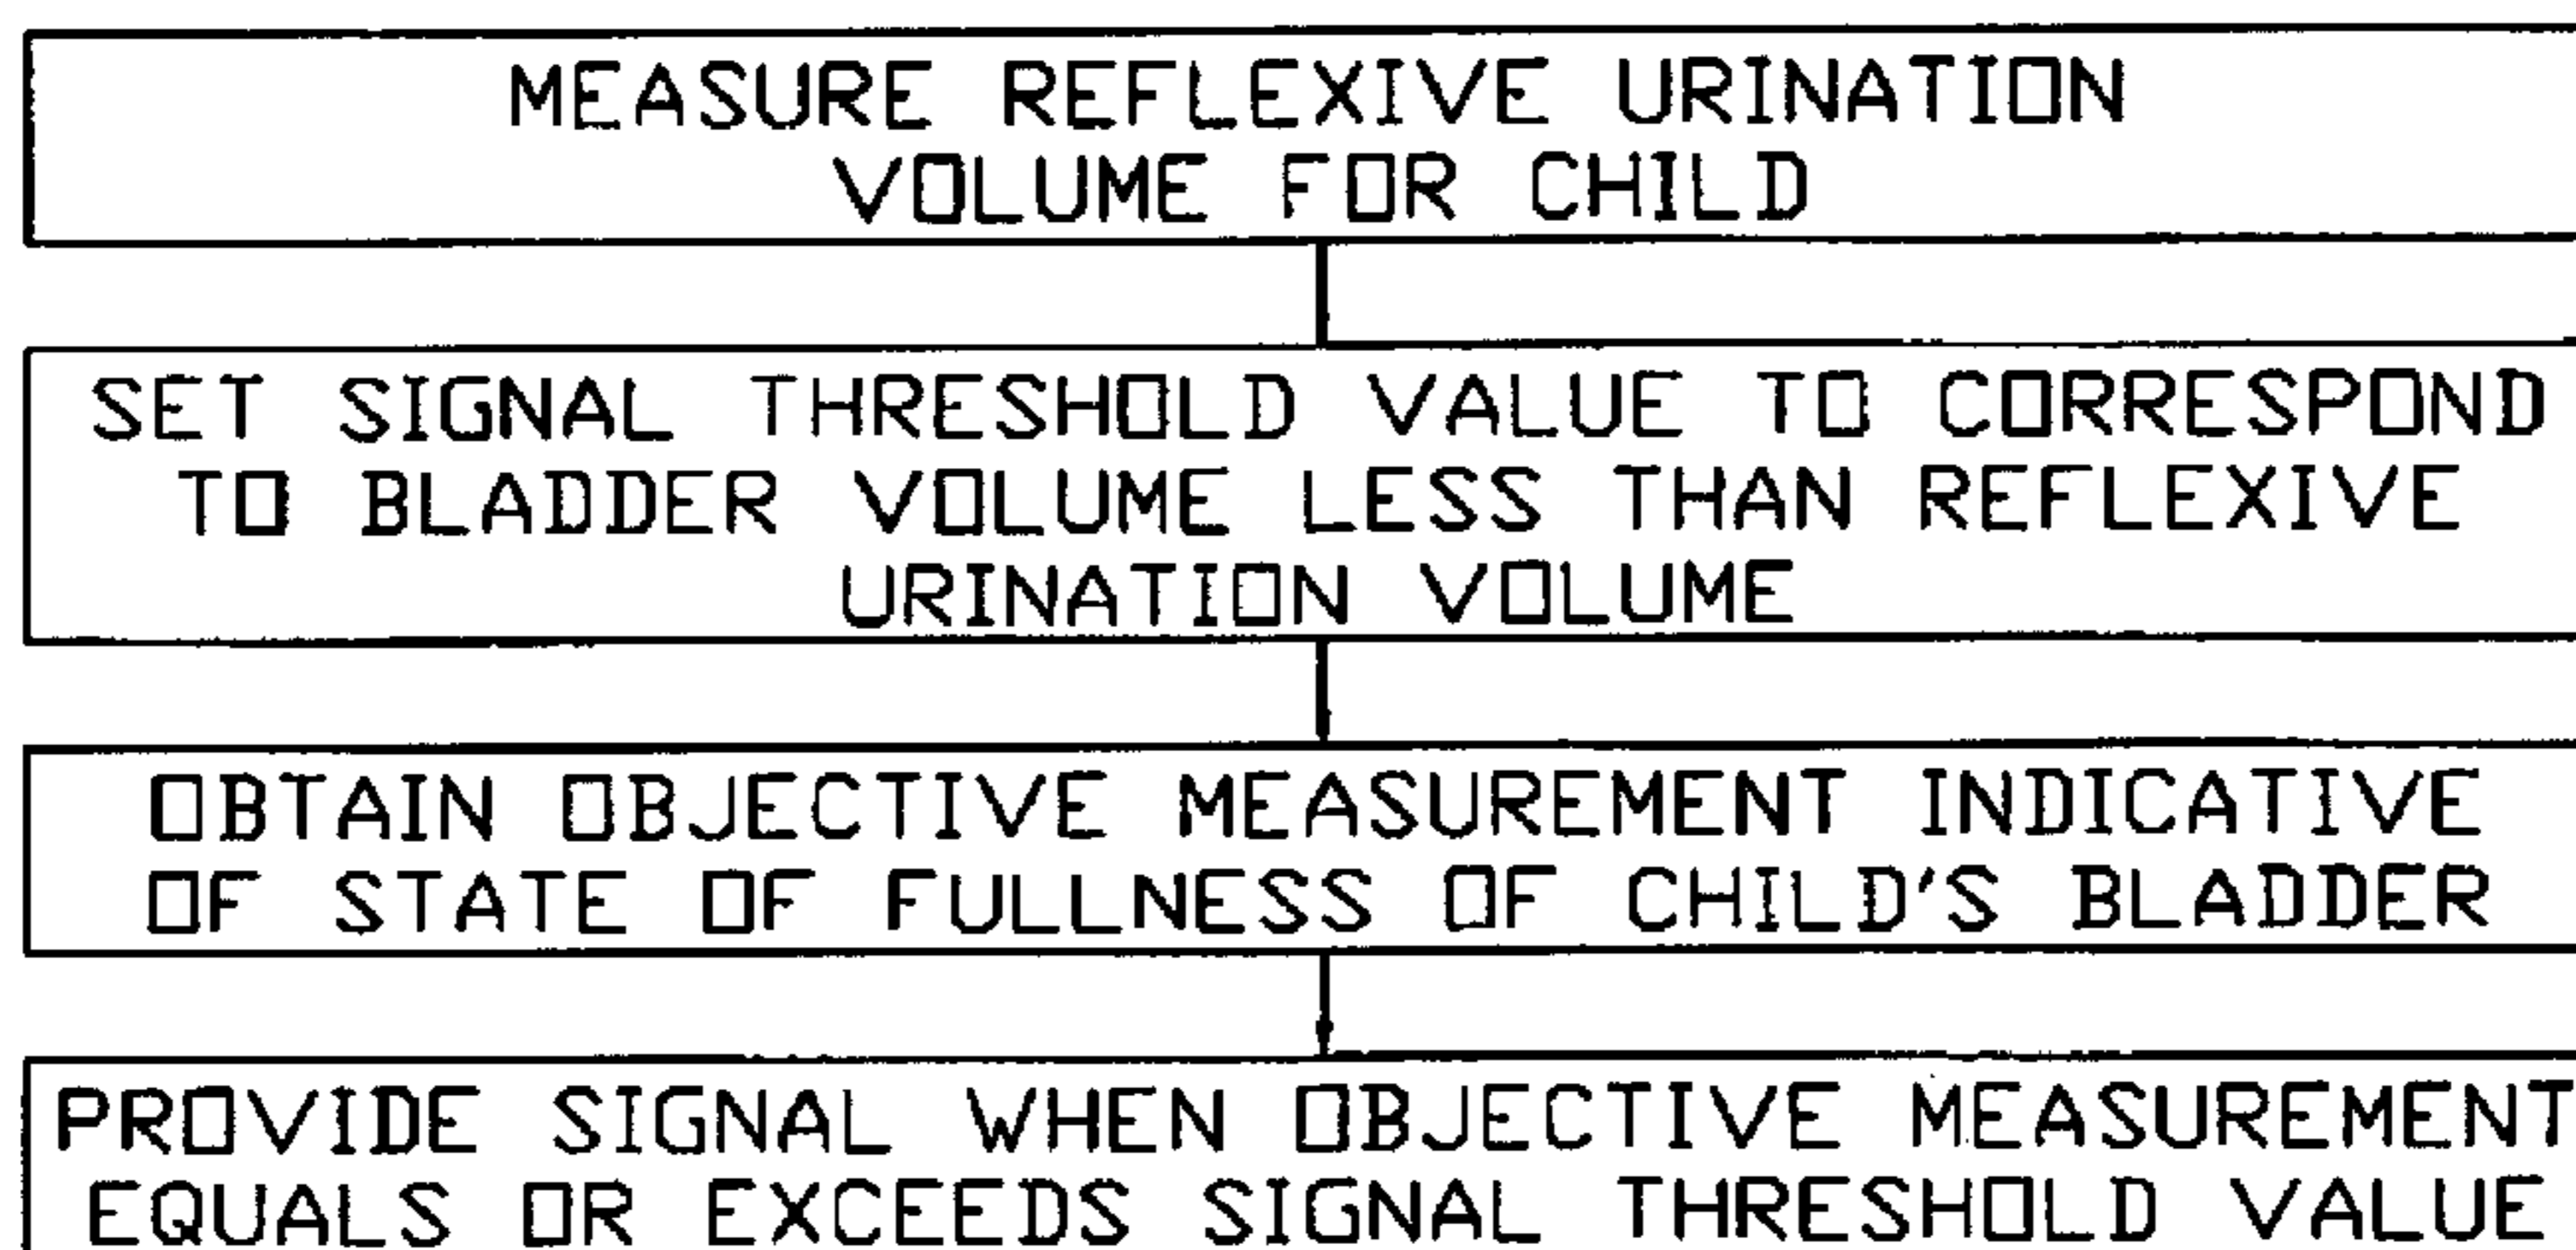 MEASURE REFLEXIVE URINATION
VOLUME FOR CHILD
SET SIGNAL THRESHOLD VALUE TO CORRESPOND
TO BLADDER VOLUME LESS THAN REFLEXIVE
URINATION VOLUME
OBTAIN OBJECTIVE MEASUREMENT INDICATIVE
OF STATE OF FULLNESS OF CHILD'S BLADDER
PROVIDE SIGNAL WHEN OBJECTIVE MEASUREMENT
EQUALS OR EXCEEDS SIGNAL THRESHOLD VALUE